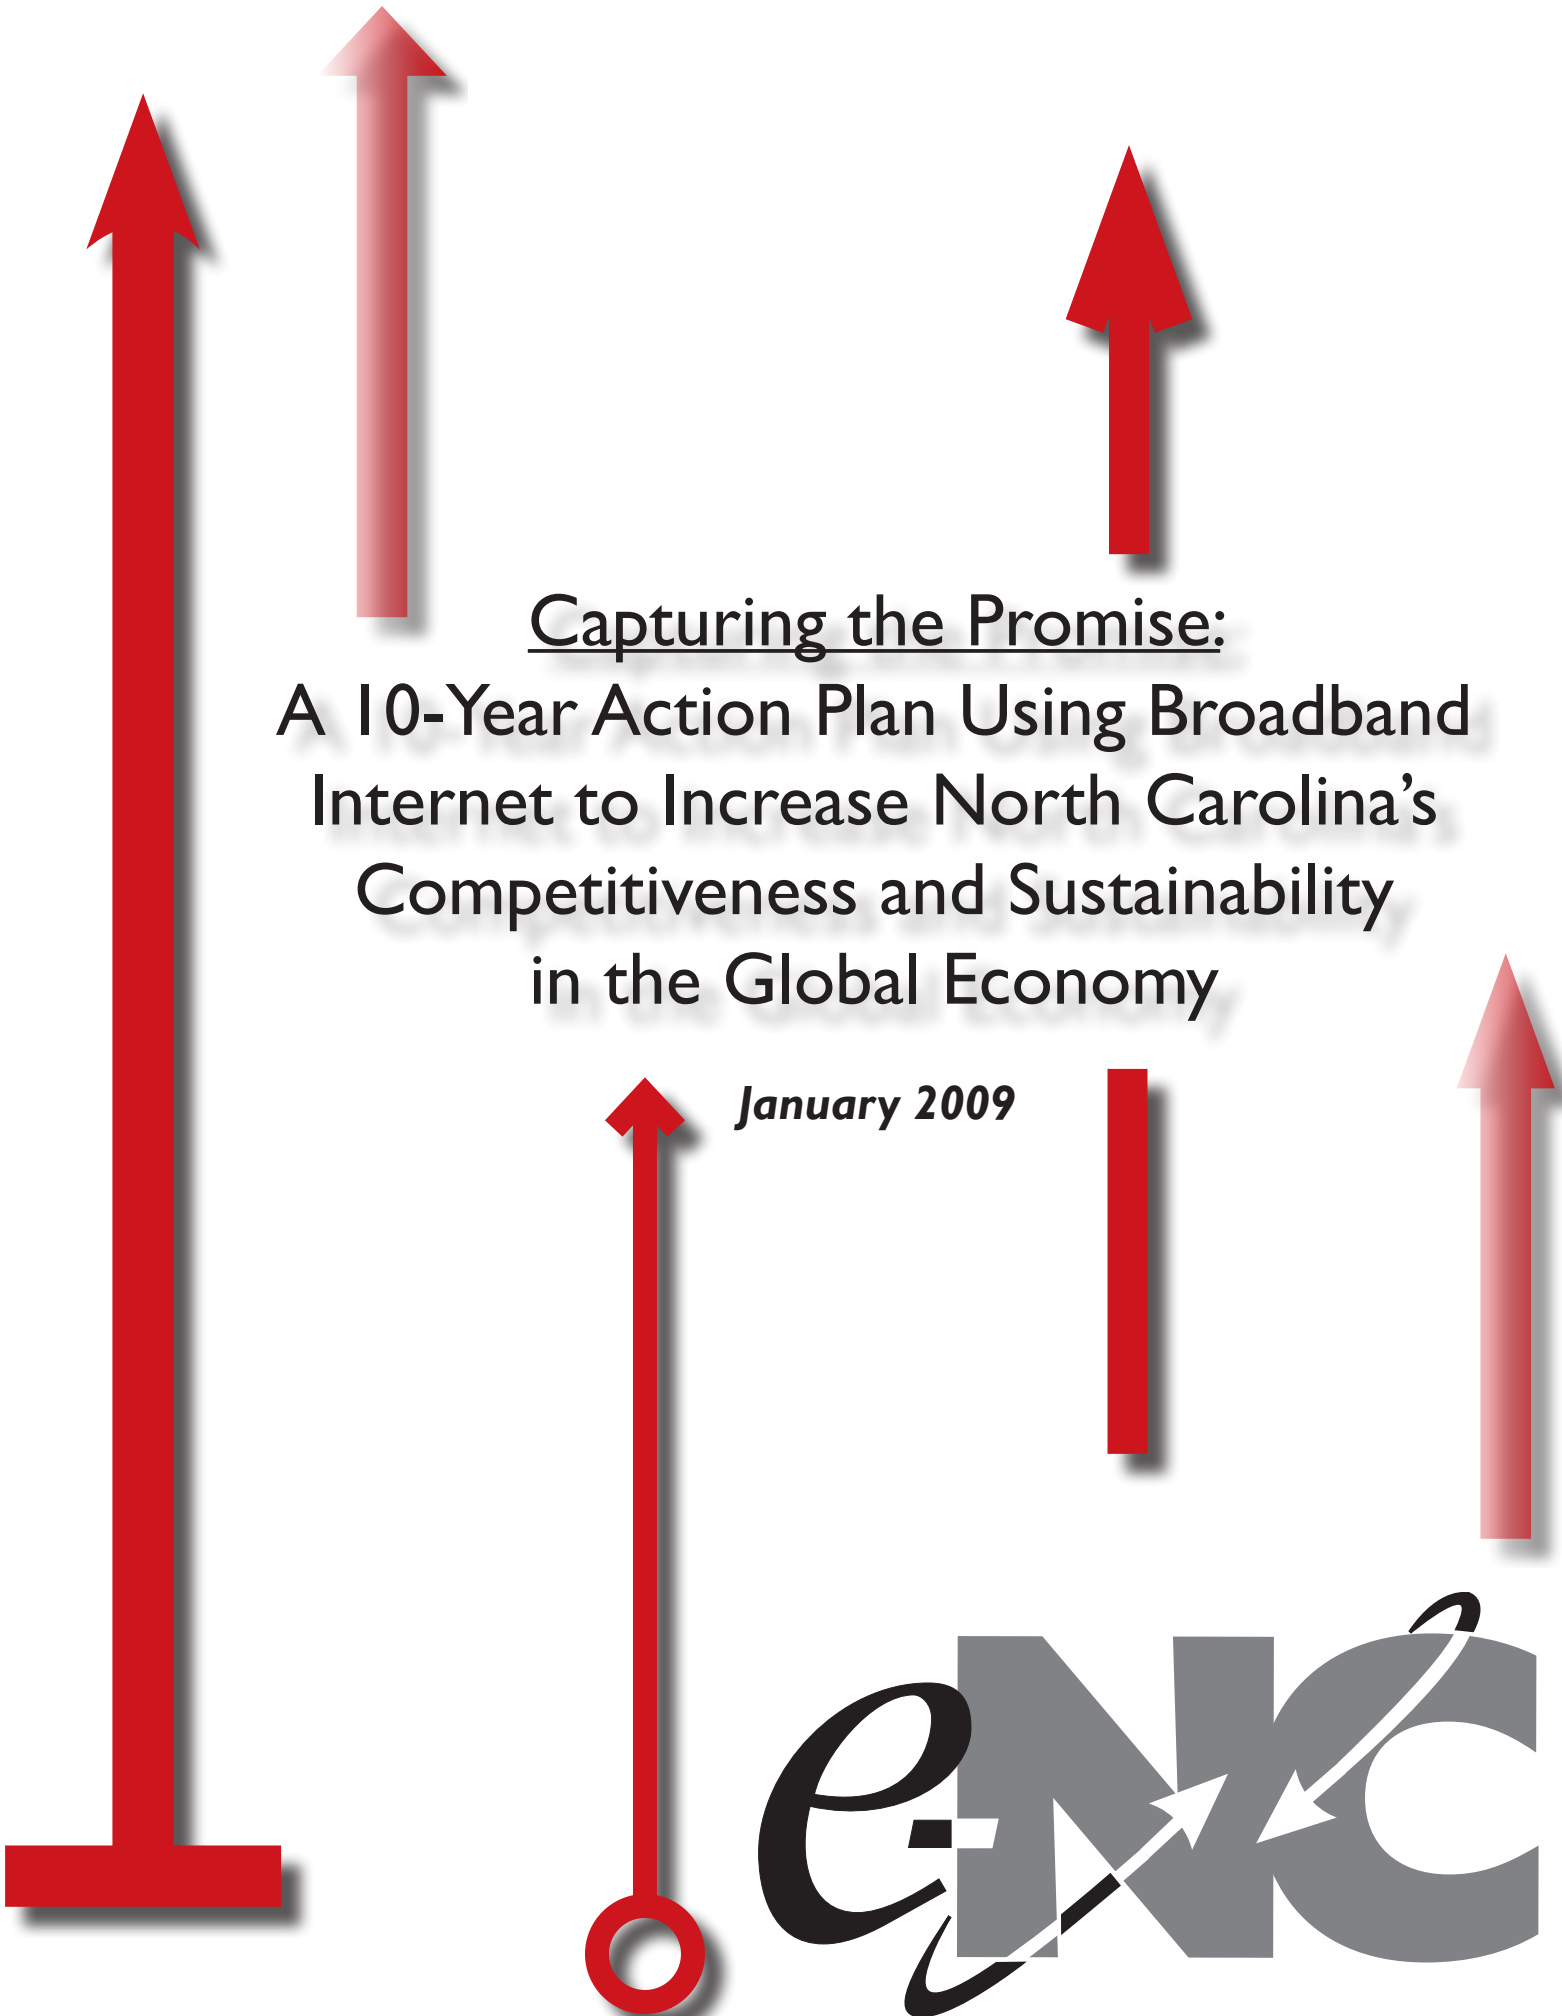 Capturing the Promise:
A 10-Year Action Plan Using Broadband
Internet to Increase North Carolina’s
Competitiveness and Sustainability
in the Global Economy
January 2009
e-NC